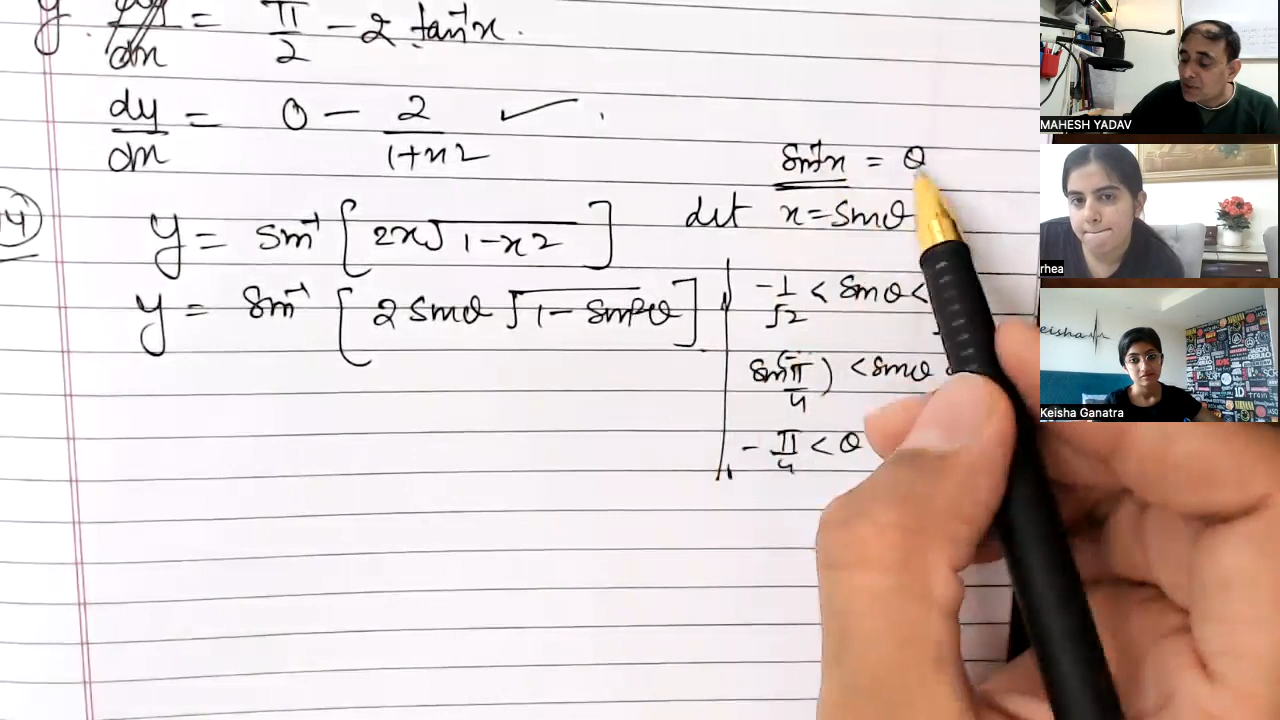 y dy/dx = π/2 - 2 tan⁻¹x.
dy/dx = 0 - 2/(1+x2) ✓ .
14
y = sin⁻¹ [ 2x√(1-x2) ]
y = sin⁻¹ [ 2 sinθ √(1 - sin2θ) ]
sin⁻¹x = θ
let x = sinθ
-1/√2 < sinθ <
sin(-π/4) < sinθ
-π/4 < θ
MAHESH YADAV
rhea
keisha
Keisha Ganatra